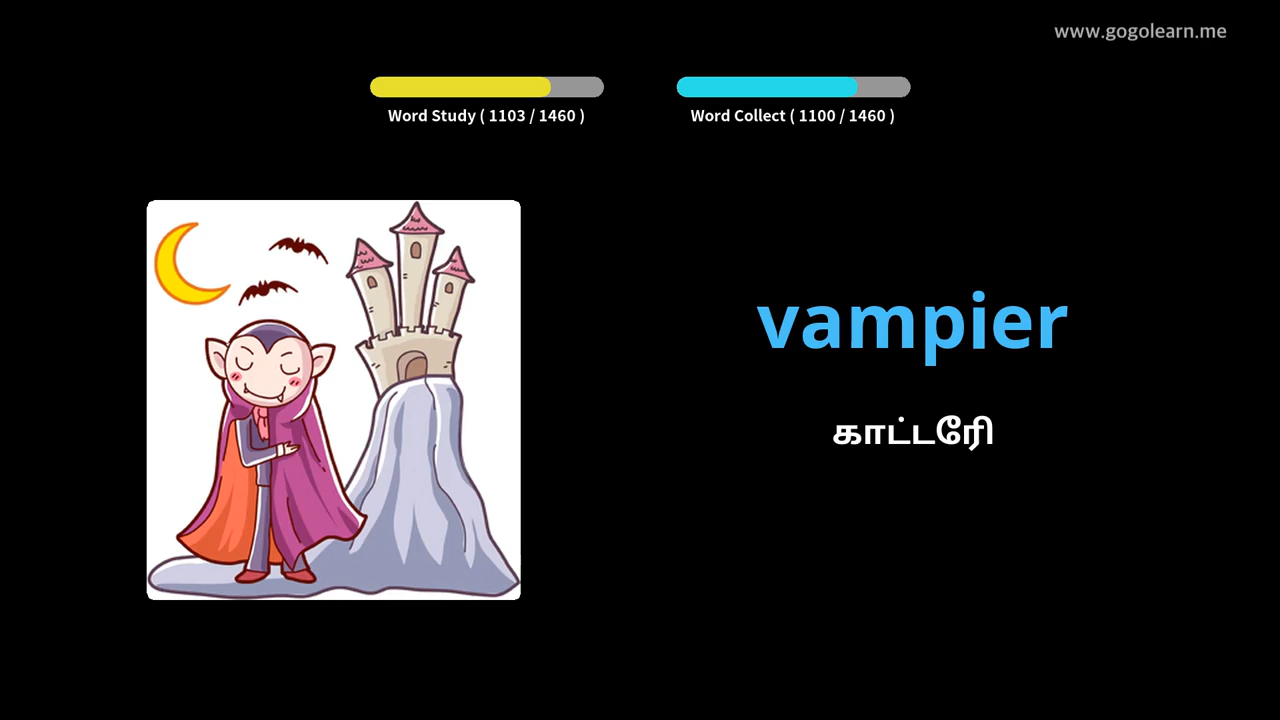 www.gogolearn.me
Word Study ( 1103 / 1460 )
Word Collect ( 1100 / 1460 )
vampier
காட்டேரி